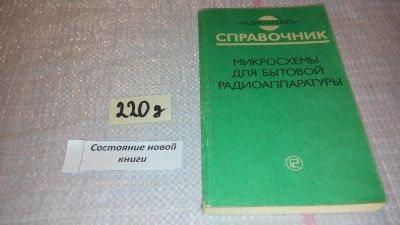 «РАДИО И СВЯЗЬ»
СПРАВОЧНИК
МИКРОСХЕМЫ
ДЛЯ БЫТОВОЙ
РАДИОАППАРАТУРЫ
220 г
Состояние новой
книги